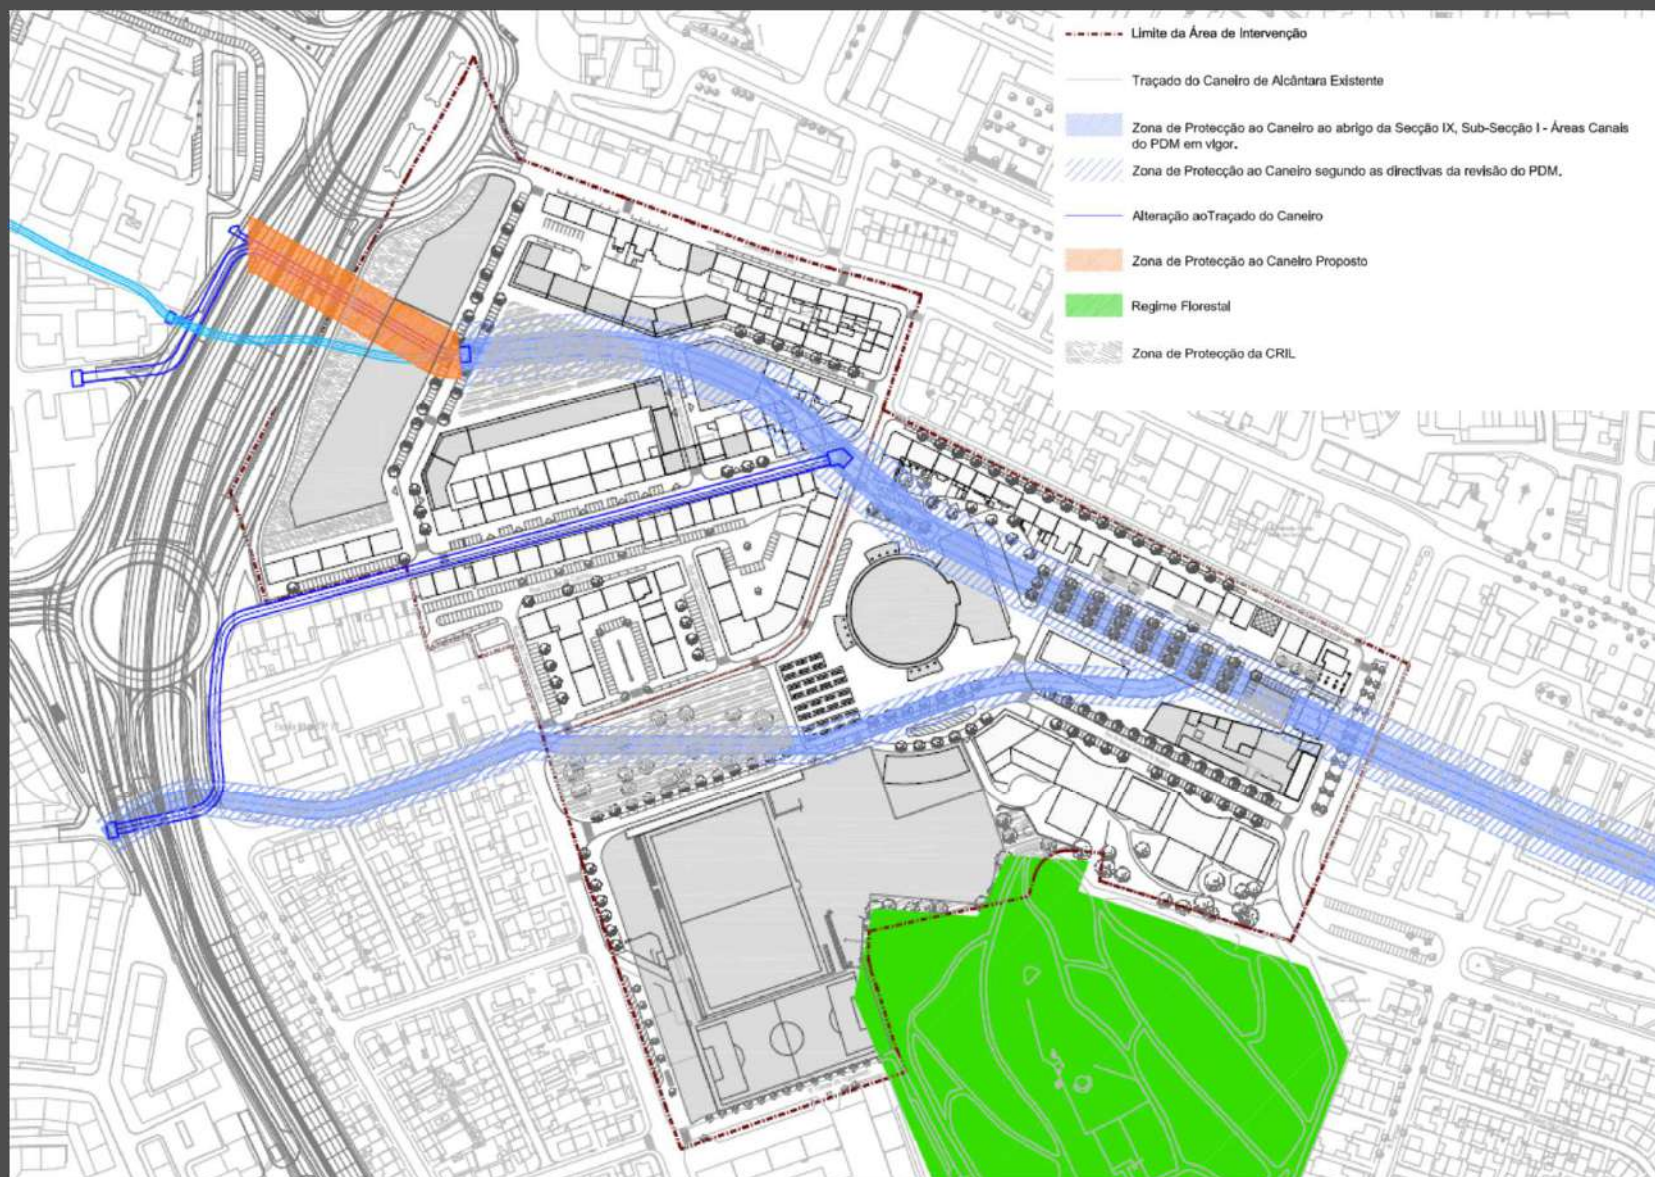 Limite da Área de Intervenção
Traçado do Caneiro de Alcântara Existente
Zona de Protecção ao Caneiro ao abrigo da Secção IX, Sub-Secção I - Áreas Canais
do PDM em vigor.
Zona de Protecção ao Caneiro segundo as directivas da revisão do PDM.
Alteração aoTraçado do Caneiro
Zona de Protecção ao Caneiro Proposto
Regime Florestal
Zona de Protecção da CRIL